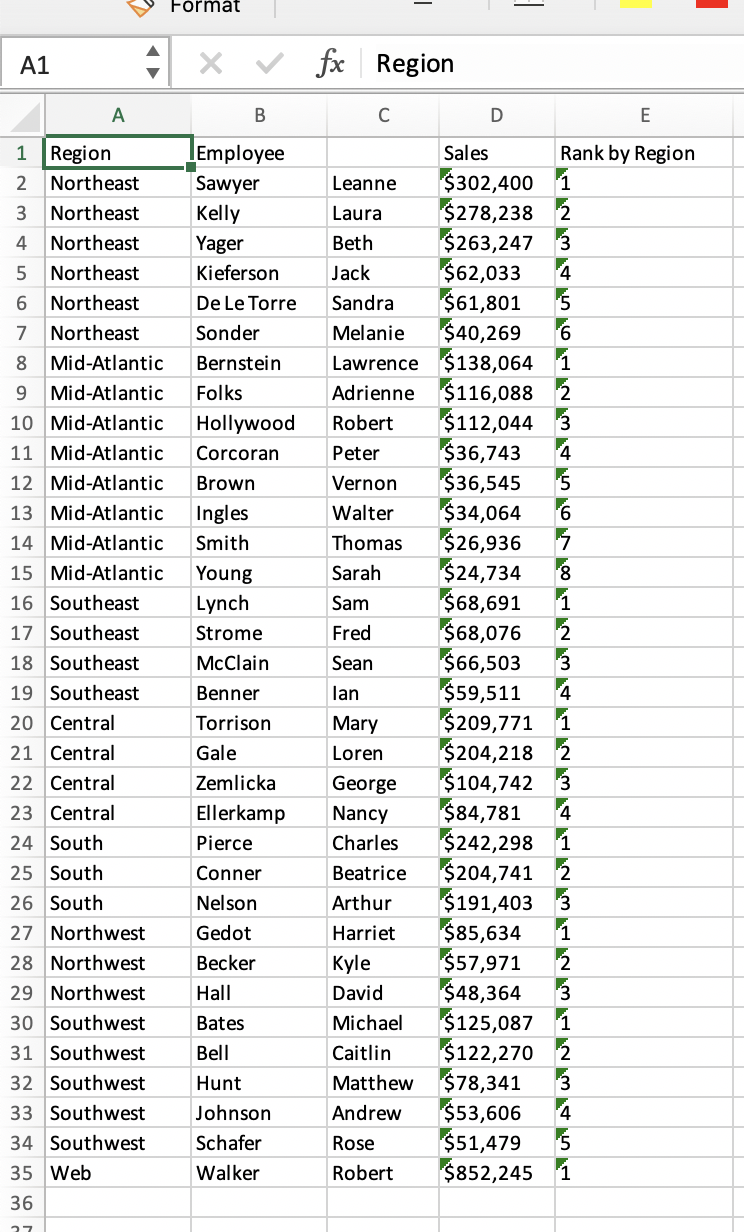 Format
A1 fx Region
A B C D E
1 Region Employee Sales Rank by Region
2 Northeast Sawyer Leanne $302,400 1
3 Northeast Kelly Laura $278,238 2
4 Northeast Yager Beth $263,247 3
5 Northeast Kieferson Jack $62,033 4
6 Northeast De Le Torre Sandra $61,801 5
7 Northeast Sonder Melanie $40,269 6
8 Mid-Atlantic Bernstein Lawrence $138,064 1
9 Mid-Atlantic Folks Adrienne $116,088 2
10 Mid-Atlantic Hollywood Robert $112,044 3
11 Mid-Atlantic Corcoran Peter $36,743 4
12 Mid-Atlantic Brown Vernon $36,545 5
13 Mid-Atlantic Ingles Walter $34,064 6
14 Mid-Atlantic Smith Thomas $26,936 7
15 Mid-Atlantic Young Sarah $24,734 8
16 Southeast Lynch Sam $68,691 1
17 Southeast Strome Fred $68,076 2
18 Southeast McClain Sean $66,503 3
19 Southeast Benner Ian $59,511 4
20 Central Torrison Mary $209,771 1
21 Central Gale Loren $204,218 2
22 Central Zemlicka George $104,742 3
23 Central Ellerkamp Nancy $84,781 4
24 South Pierce Charles $242,298 1
25 South Conner Beatrice $204,741 2
26 South Nelson Arthur $191,403 3
27 Northwest Gedot Harriet $85,634 1
28 Northwest Becker Kyle $57,971 2
29 Northwest Hall David $48,364 3
30 Southwest Bates Michael $125,087 1
31 Southwest Bell Caitlin $122,270 2
32 Southwest Hunt Matthew $78,341 3
33 Southwest Johnson Andrew $53,606 4
34 Southwest Schafer Rose $51,479 5
35 Web Walker Robert $852,245 1
36
37